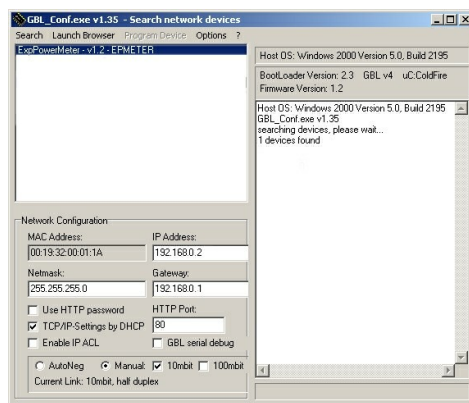 GBL_Conf.exe v1.35 - Search network devices
Search Launch Browser Program Device Options ?
ExpPowerMeter - v1.2 - EPMETER
Host OS: Windows 2000 Version 5.0, Build 2195
BootLoader Version: 2.3 GBL v4 uC:ColdFire
Firmware Version: 1.2
Host OS: Windows 2000 Version 5.0, Build 2195
GBL_Conf.exe v1.35
searching devices, please wait...
1 devices found
Network Configuration
MAC Address: IP Address:
00:19:32:00:01:1A 192.168.0.2
Netmask: Gateway:
255.255.255.0 192.168.0.1
Use HTTP password HTTP Port:
TCP/IP-Settings by DHCP 80
Enable IP ACL GBL serial debug
AutoNeg Manual: 10mbit 100mbit
Current Link: 10mbit, half duplex